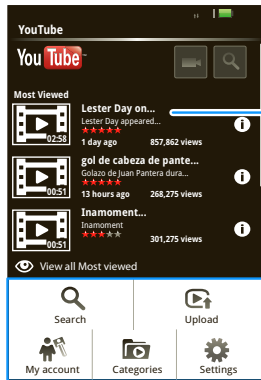 YouTube
You Tube™
Most Viewed
Lester Day on...
Lester Day appeared...
02:58
1 day ago 857,862 views
gol de cabeza de pante...
Golazo de Juan Pantera dura...
00:51
13 hours ago 268,275 views
Inamoment...
Inamoment
00:51
301,275 views
View all Most viewed
Search Upload
My account Categories Settings